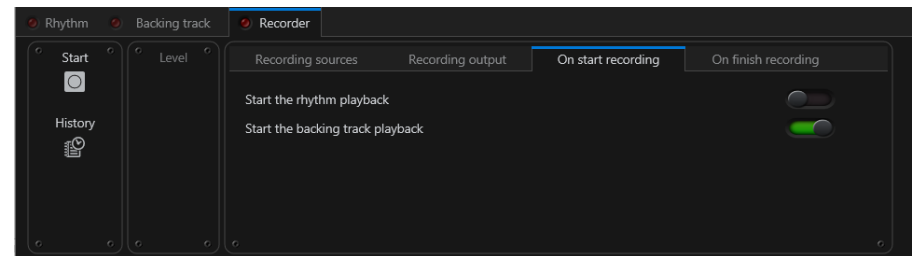 Rhythm Backing track Recorder
Start Level Recording sources Recording output On start recording On finish recording
Start the rhythm playback
History
Start the backing track playback